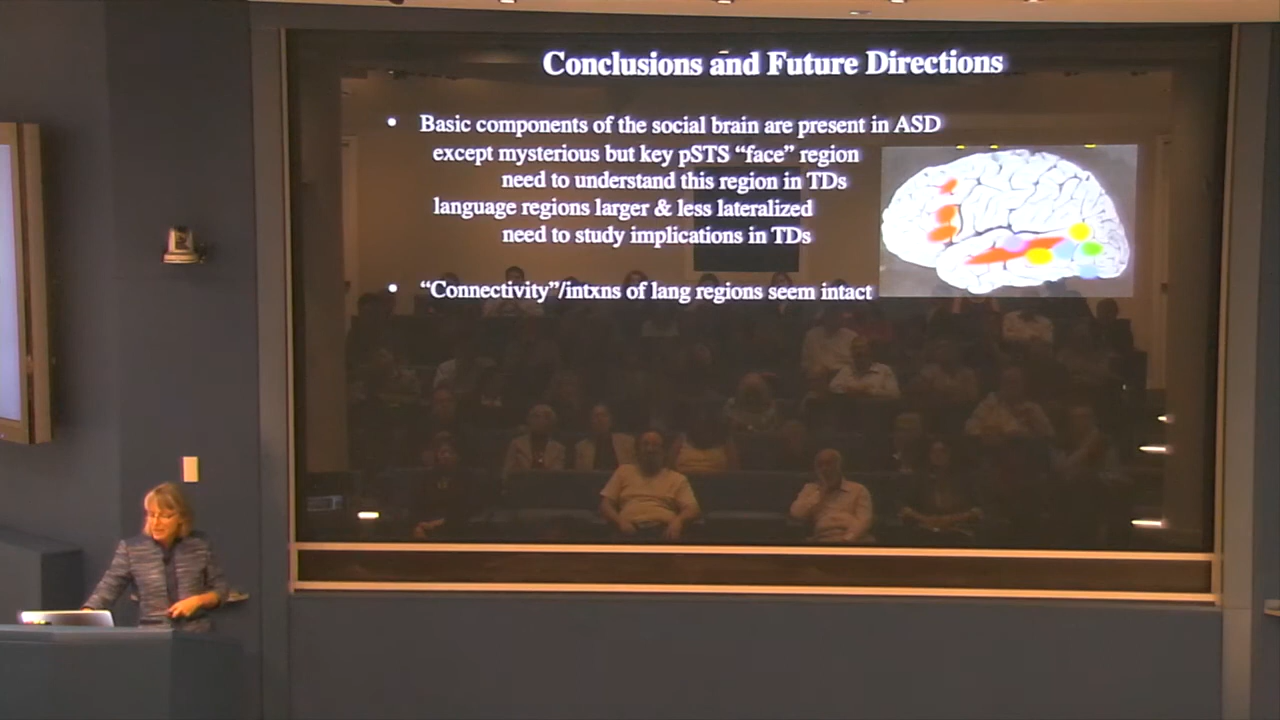 Conclusions and Future Directions
• Basic components of the social brain are present in ASD
except mysterious but key pSTS “face” region
need to understand this region in TDs
language regions larger & less lateralized
need to study implications in TDs
• “Connectivity”/intxns of lang regions seem intact